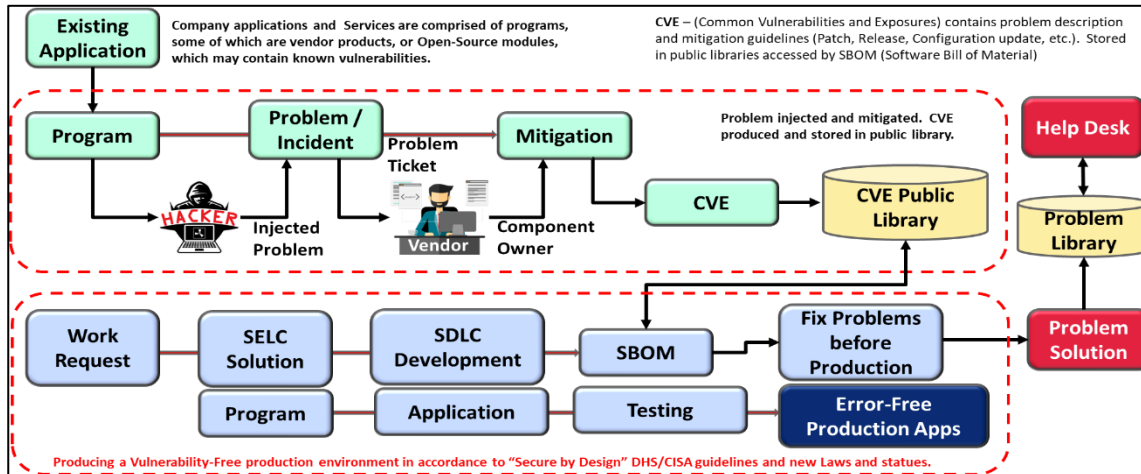 Existing
Application
Company applications and Services are comprised of programs,
some of which are vendor products, or Open-Source modules,
which may contain known vulnerabilities.
CVE – (Common Vulnerabilities and Exposures) contains problem description
and mitigation guidelines (Patch, Release, Configuration update, etc.). Stored
in public libraries accessed by SBOM (Software Bill of Material)
Program
Problem /
Incident
Mitigation
Problem injected and mitigated. CVE
produced and stored in public library.
Help Desk
Problem
Ticket
HACKER
Injected
Problem
Vendor
Component
Owner
CVE
CVE Public
Library
Problem
Library
Work
Request
SELC
Solution
SDLC
Development
SBOM
Fix Problems
before
Production
Problem
Solution
Program
Application
Testing
Error-Free
Production Apps
Producing a Vulnerability-Free production environment in accordance to “Secure by Design” DHS/CISA guidelines and new Laws and statues.